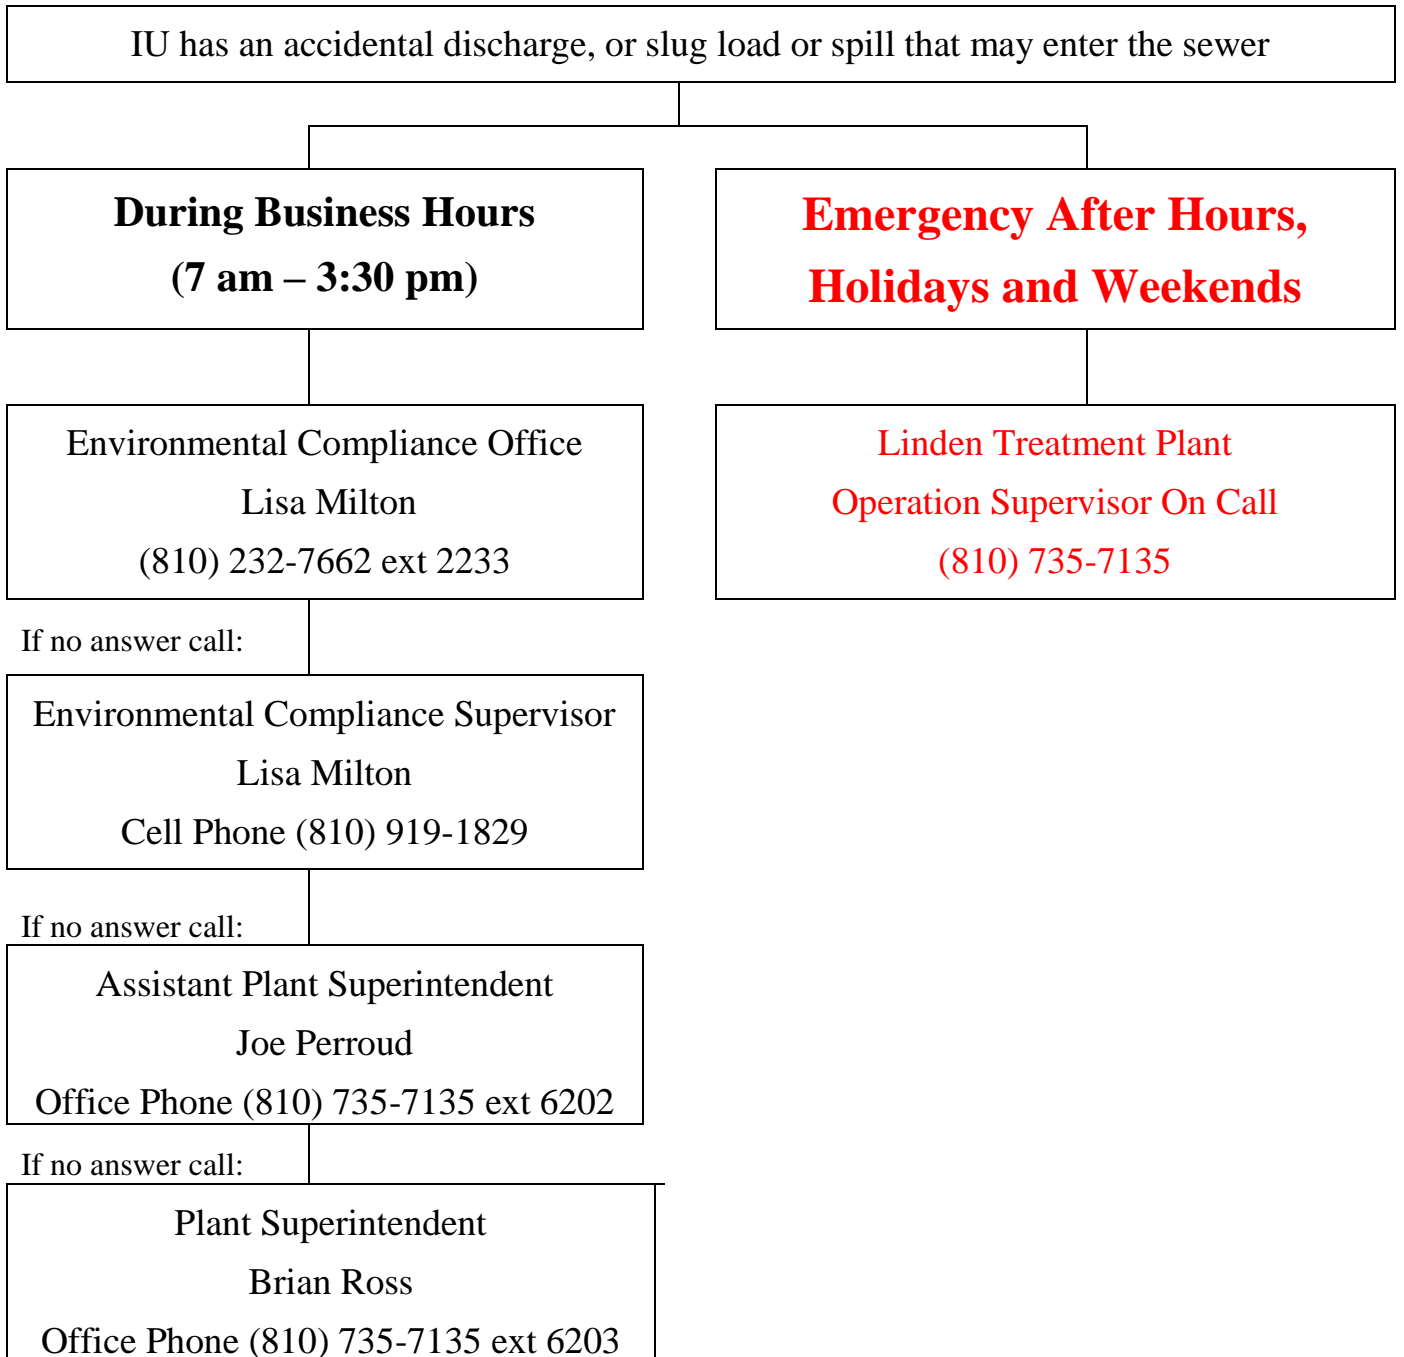 IU has an accidental discharge, or slug load or spill that may enter the sewer
During Business Hours
(7 am – 3:30 pm)
Emergency After Hours,
Holidays and Weekends
Environmental Compliance Office
Lisa Milton
(810) 232-7662 ext 2233
Linden Treatment Plant
Operation Supervisor On Call
(810) 735-7135
If no answer call:
Environmental Compliance Supervisor
Lisa Milton
Cell Phone (810) 919-1829
If no answer call:
Assistant Plant Superintendent
Joe Perroud
Office Phone (810) 735-7135 ext 6202
If no answer call:
Plant Superintendent
Brian Ross
Office Phone (810) 735-7135 ext 6203